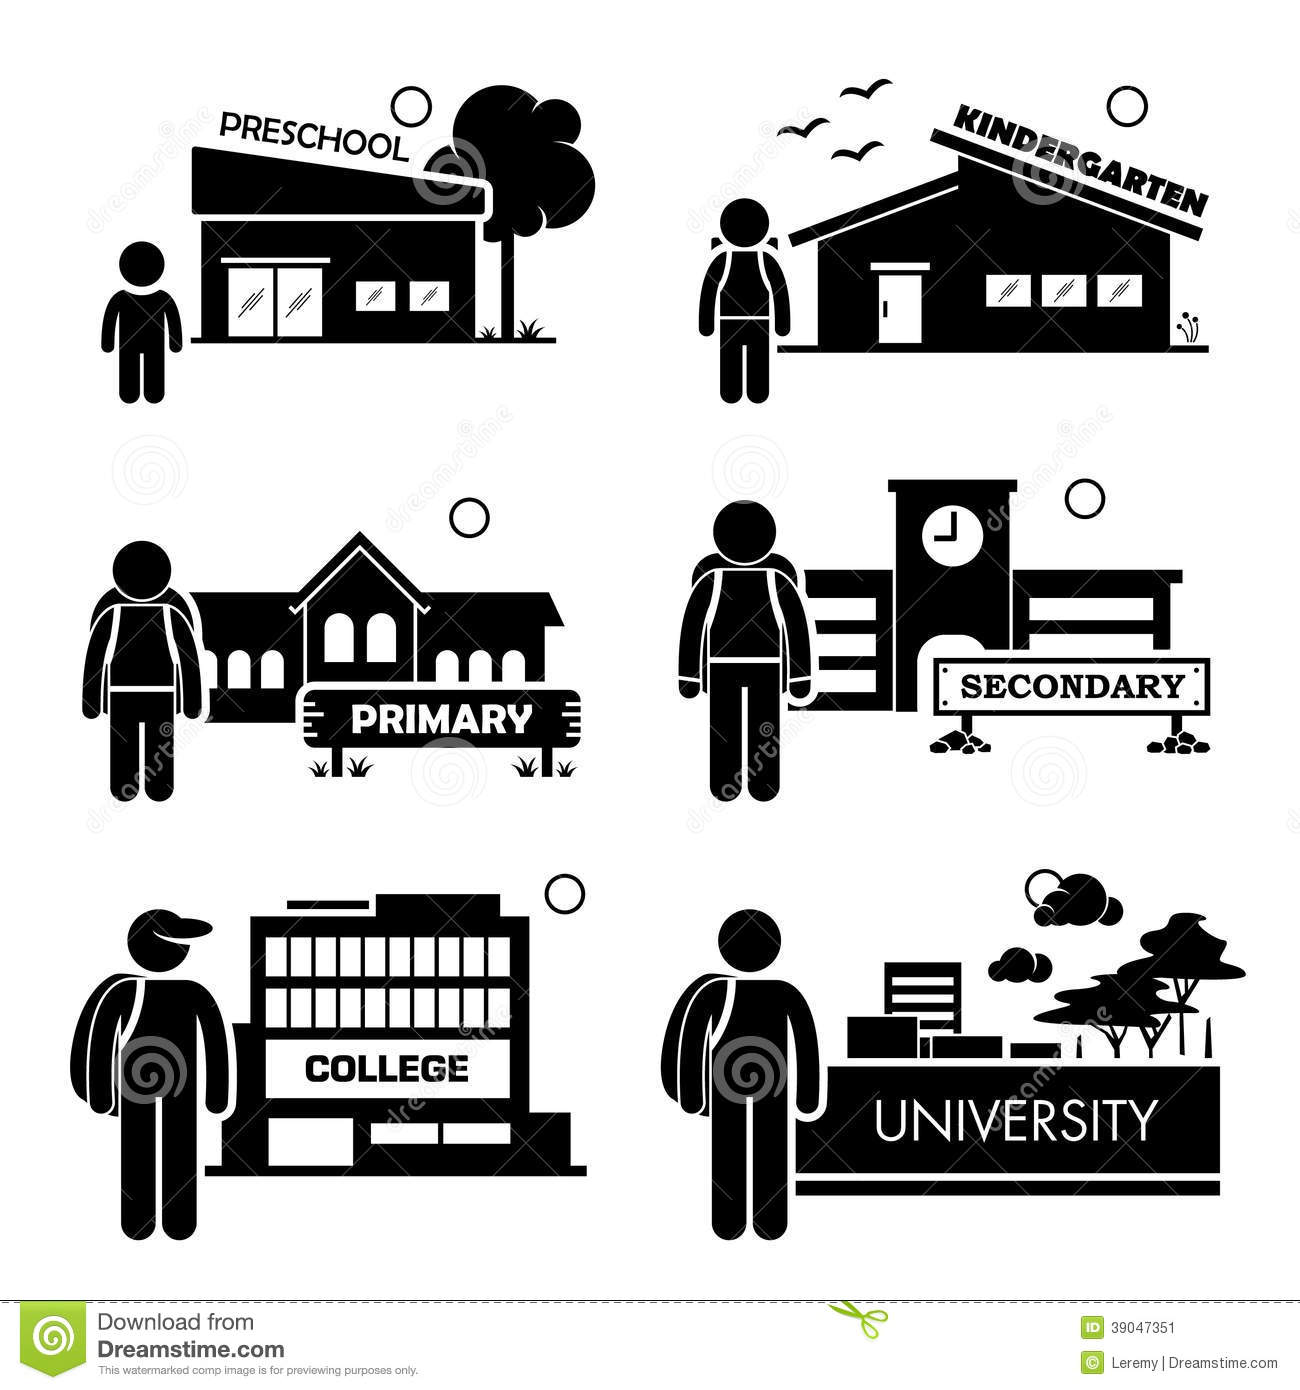 PRESCHOOL
KINDERGARTEN
PRIMARY
SECONDARY
COLLEGE
UNIVERSITY
Download from
Dreamstime.com
This watermarked comp image is for previewing purposes only.
ID 39047351
© Leremy | Dreamstime.com